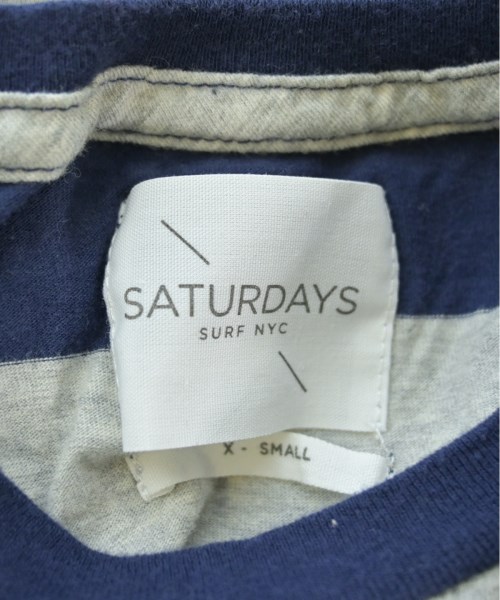 SATURDAYS
SURF NYC
X - SMALL